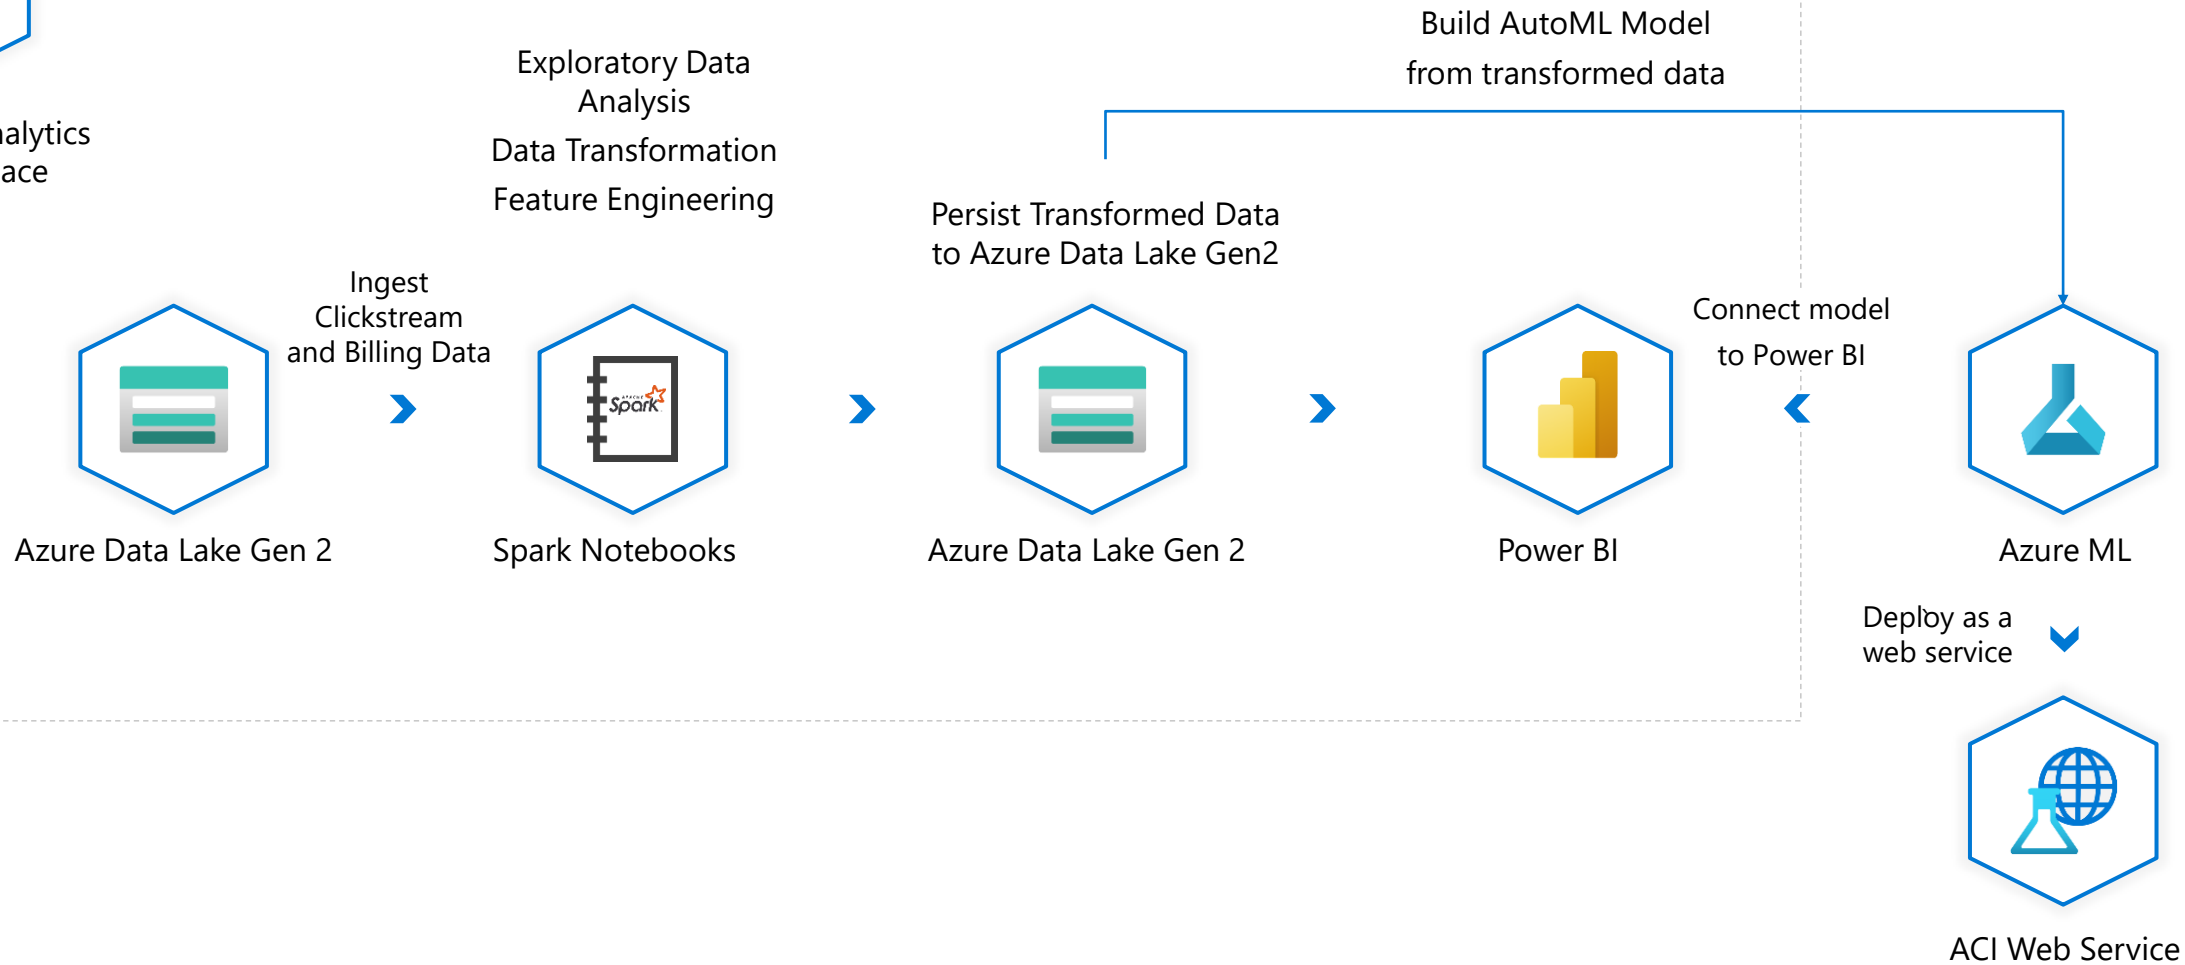 Build AutoML Model
from transformed data
Exploratory Data
Analysis
Data Transformation
Feature Engineering
Persist Transformed Data
to Azure Data Lake Gen2
Ingest
Clickstream
and Billing Data
Connect model
to Power BI
APACHE
Spark
Azure Data Lake Gen 2
Spark Notebooks
Azure Data Lake Gen 2
Power BI
Azure ML
Deploy as a
web service
ACI Web Service